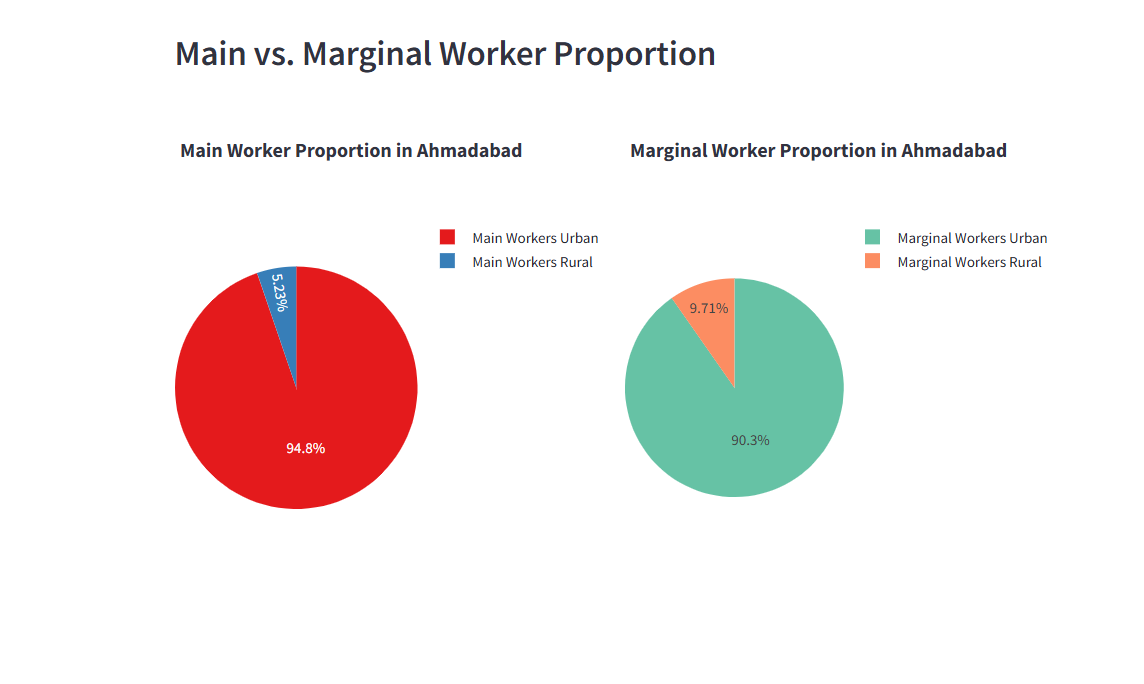 Main vs. Marginal Worker Proportion
Main Worker Proportion in Ahmadabad
Main Workers Urban
Main Workers Rural
5.23%
94.8%
Marginal Worker Proportion in Ahmadabad
Marginal Workers Urban
Marginal Workers Rural
9.71%
90.3%